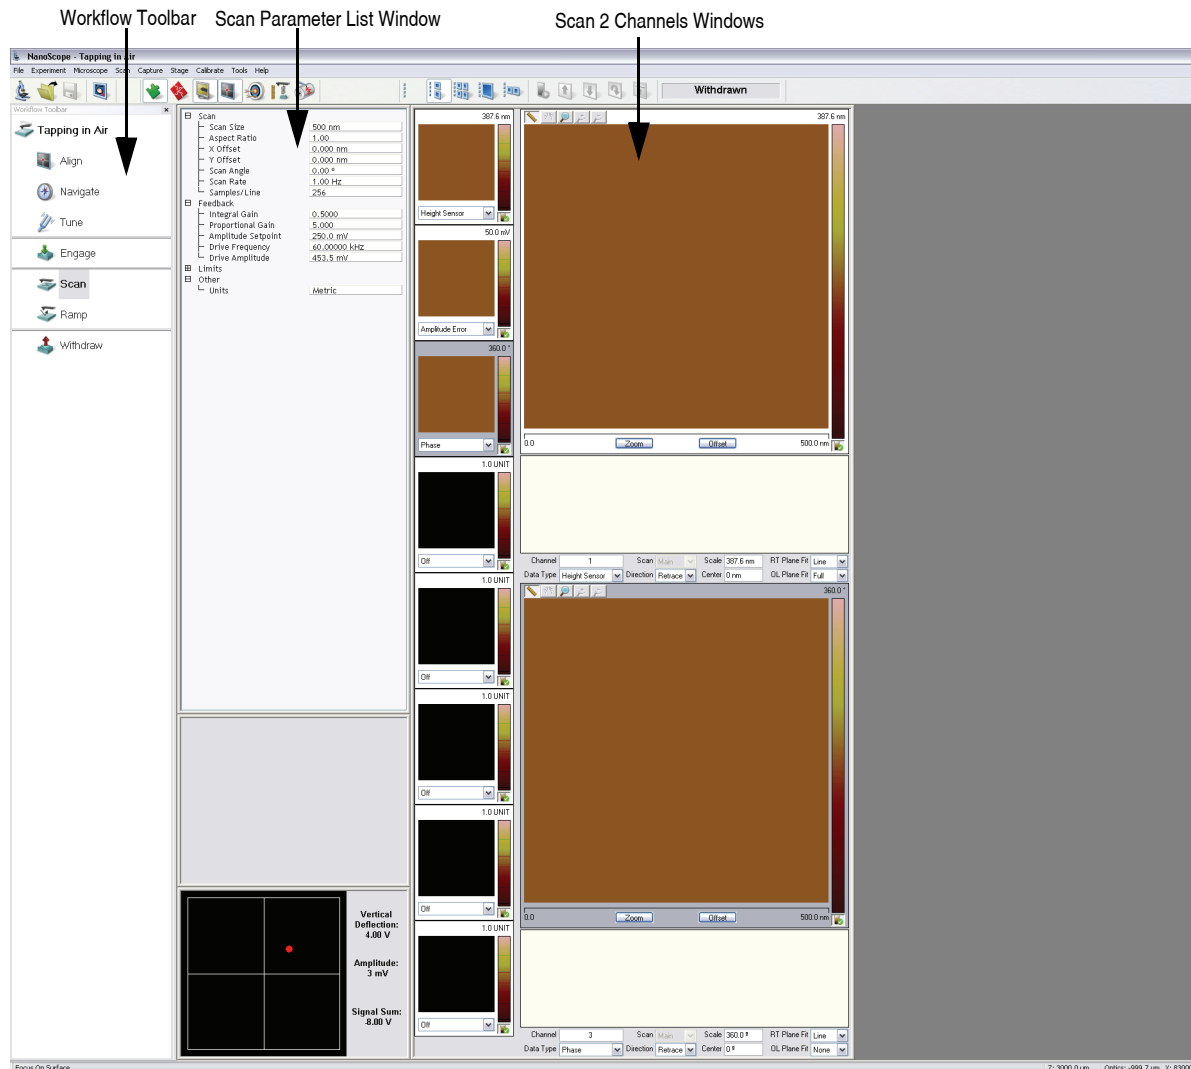 Workflow Toolbar
Scan Parameter List Window
Scan 2 Channels Windows
NanoScope - Tapping in Air
File Experiment Microscope Scan Capture Stage Calibrate Tools Help
Withdrawn
Workflow Toolbar
Tapping in Air
Align
Navigate
Tune
Engage
Scan
Ramp
Withdraw
Scan
Scan Size 500 nm
Aspect Ratio 1.00
X Offset 0.000 nm
Y Offset 0.000 nm
Scan Angle 0.00 º
Scan Rate 1.00 Hz
Samples/Line 256
Feedback
Integral Gain 0.5000
Proportional Gain 5.000
Amplitude Setpoint 250.0 mV
Drive Frequency 60.00000 kHz
Drive Amplitude 453.5 mV
Limits
Other
Units Metric
Vertical
Deflection:
4.00 V
Amplitude:
3 mV
Signal Sum:
-8.00 V
387.6 nm
Height Sensor
50.0 mV
Amplitude Error
360.0 º
Phase
1.0 UNIT
Off
1.0 UNIT
Off
1.0 UNIT
Off
1.0 UNIT
Off
1.0 UNIT
Off
387.6 nm
0.0 Zoom Offset 500.0 nm
Channel 1 Scan Main Scale 387.6 nm RT Plane Fit Line
Data Type Height Sensor Direction Retrace Center 0 nm OL Plane Fit Full
360.0 º
0.0 Zoom Offset 500.0 nm
Channel 3 Scan Main Scale 360.0 º RT Plane Fit Line
Data Type Phase Direction Retrace Center 0 º OL Plane Fit None
Focus On Surface
Z: 3000.0 um Optics: -999.7 um X: 83000